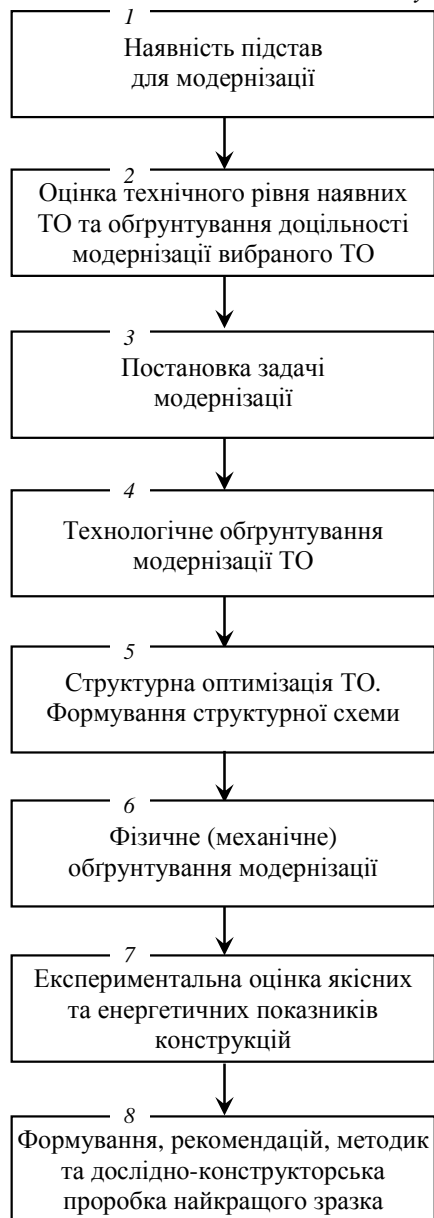 1
Наявність підстав
для модернізації
2
Оцінка технічного рівня наявних
ТО та обґрунтування доцільності
модернізації вибраного ТО
3
Постановка задачі
модернізації
4
Технологічне обґрунтування
модернізації ТО
5
Структурна оптимізація ТО.
Формування структурної схеми
6
Фізичне (механічне)
обґрунтування модернізації
7
Експериментальна оцінка якісних
та енергетичних показників
конструкцій
8
Формування, рекомендацій, методик
та дослідно-конструкторська
проробка найкращого зразка